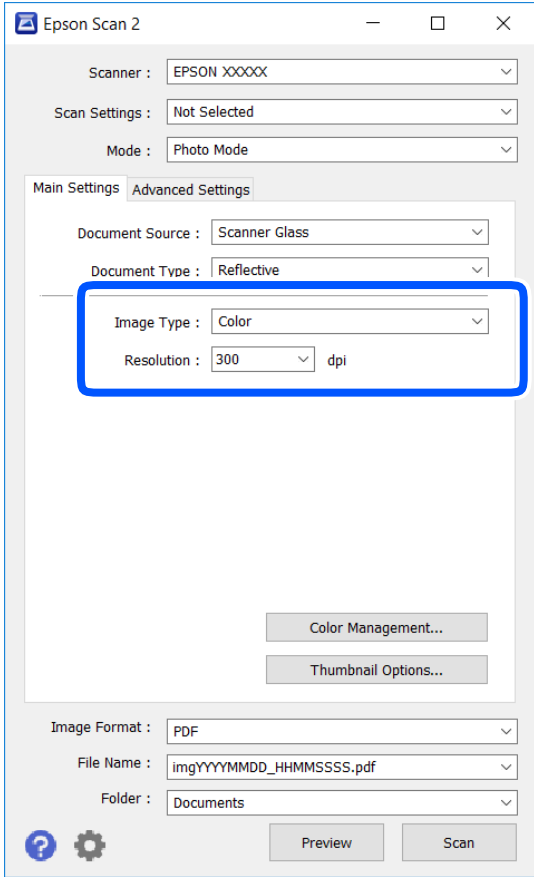 Epson Scan 2
Scanner : EPSON XXXXX
Scan Settings : Not Selected
Mode : Photo Mode
Main Settings Advanced Settings
Document Source : Scanner Glass
Document Type : Reflective
Image Type : Color
Resolution : 300 dpi
Color Management...
Thumbnail Options...
Image Format : PDF
File Name : imgYYYYMMDD_HHMMSSSS.pdf
Folder : Documents
? Preview Scan